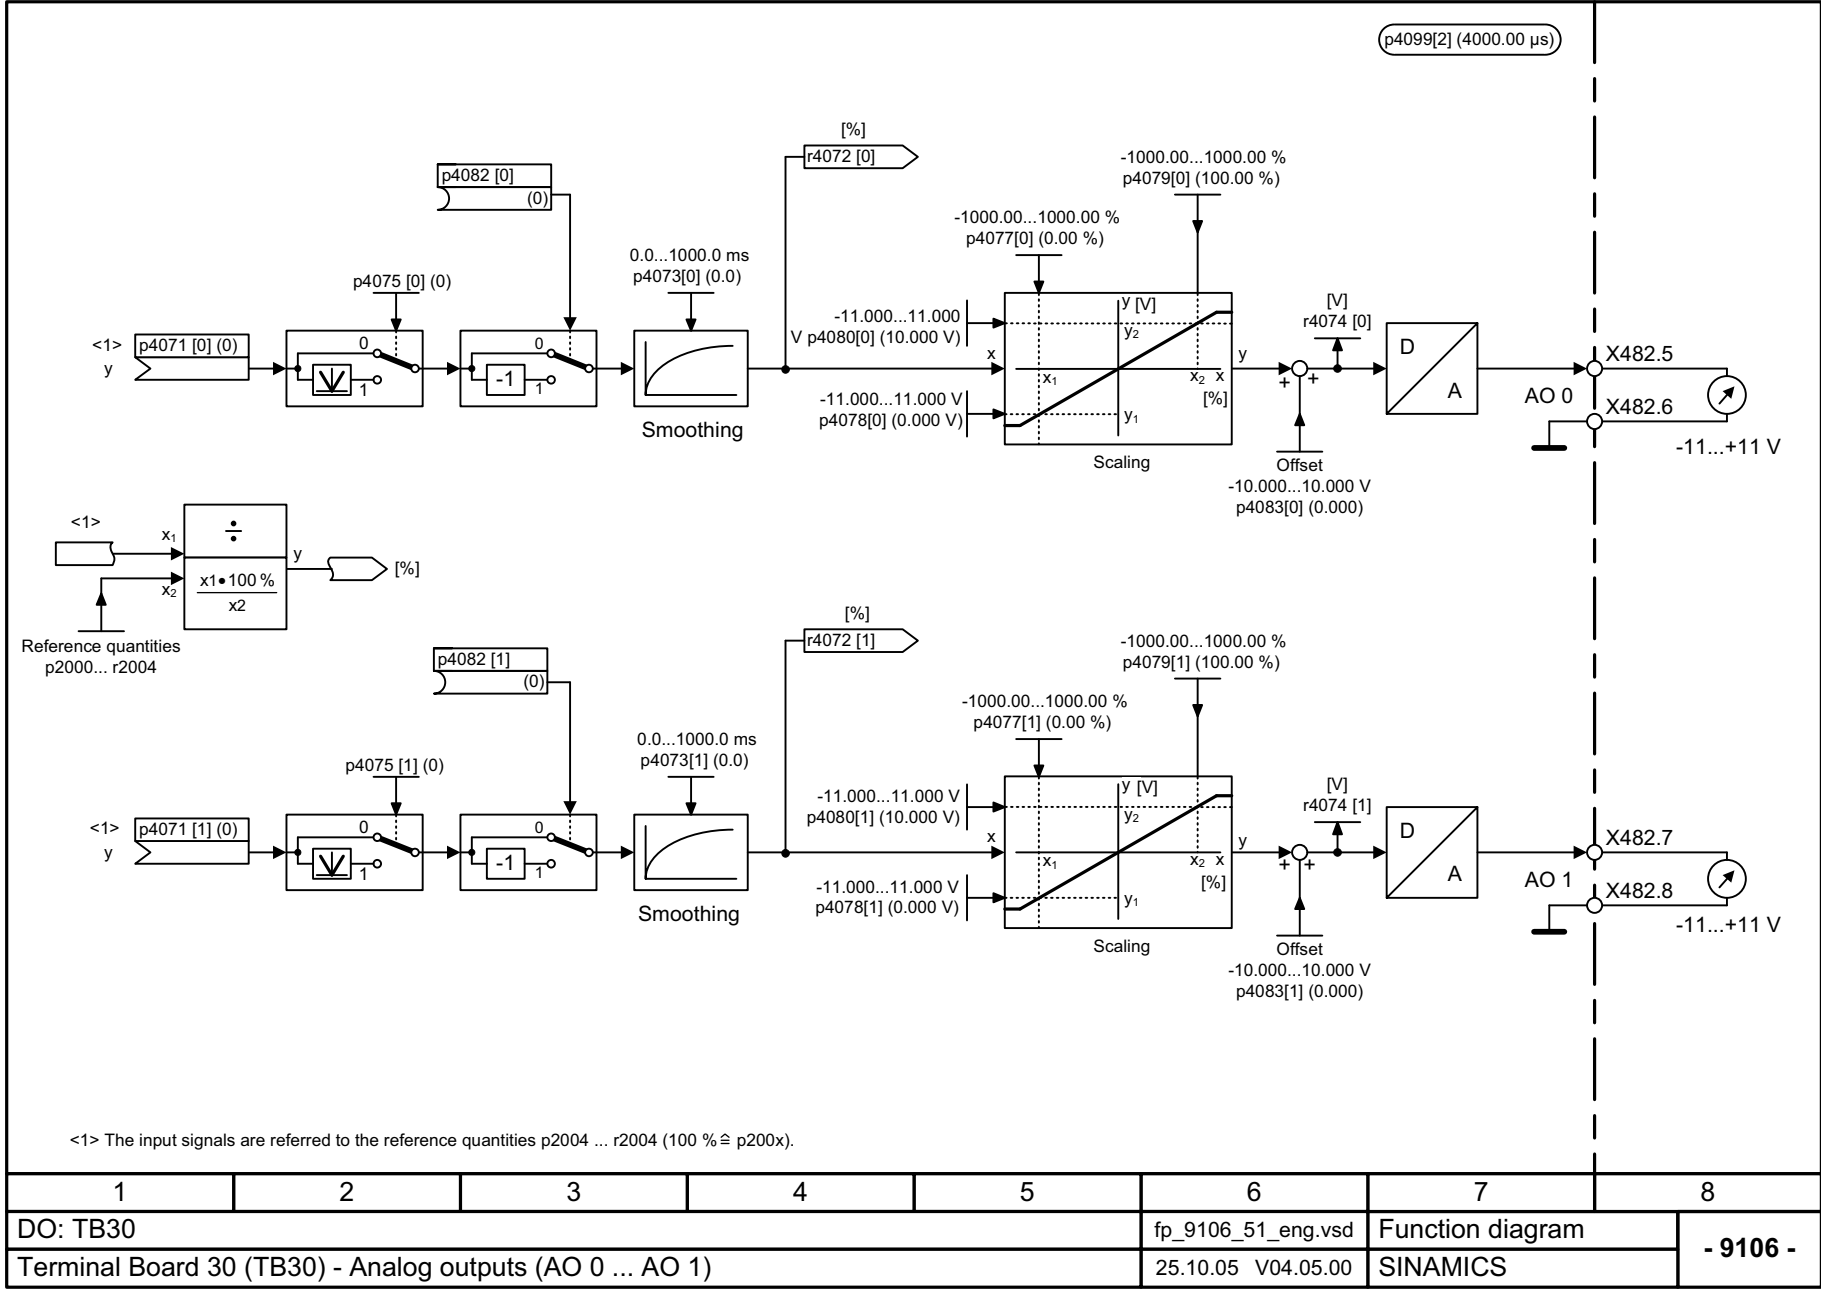 p4099[2] (4000.00 µs)
[%]
r4072 [0]
-1000.00...1000.00 %
p4079[0] (100.00 %)
p4082 [0]
(0)
-1000.00...1000.00 %
p4077[0] (0.00 %)
0.0...1000.0 ms
p4073[0] (0.0)
p4075 [0] (0)
<1>
y
p4071 [0] (0)
0
1
0
-1
1
Smoothing
-11.000...11.000
V p4080[0] (10.000 V)
x
-11.000...11.000 V
p4078[0] (0.000 V)
y [V]
y2
x1
x2 x
[%]
y1
Scaling
y
+
+
[V]
r4074 [0]
Offset
-10.000...10.000 V
p4083[0] (0.000)
D
A
AO 0
X482.5
X482.6
-11...+11 V
<1>
x1
x2
÷
x1•100 %
x2
y
[%]
Reference quantities
p2000... r2004
[%]
r4072 [1]
-1000.00...1000.00 %
p4079[1] (100.00 %)
p4082 [1]
(0)
-1000.00...1000.00 %
p4077[1] (0.00 %)
0.0...1000.0 ms
p4073[1] (0.0)
p4075 [1] (0)
<1>
y
p4071 [1] (0)
0
1
0
-1
1
Smoothing
-11.000...11.000 V
p4080[1] (10.000 V)
x
-11.000...11.000 V
p4078[1] (0.000 V)
y [V]
y2
x1
x2 x
[%]
y1
Scaling
y
+
+
[V]
r4074 [1]
Offset
-10.000...10.000 V
p4083[1] (0.000)
D
A
AO 1
X482.7
X482.8
-11...+11 V
<1> The input signals are referred to the reference quantities p2004 ... r2004 (100 % ≙ p200x).
1 2 3 4 5 6 7 8
DO: TB30
fp_9106_51_eng.vsd
Function diagram
- 9106 -
Terminal Board 30 (TB30) - Analog outputs (AO 0 ... AO 1)
25.10.05 V04.05.00
SINAMICS